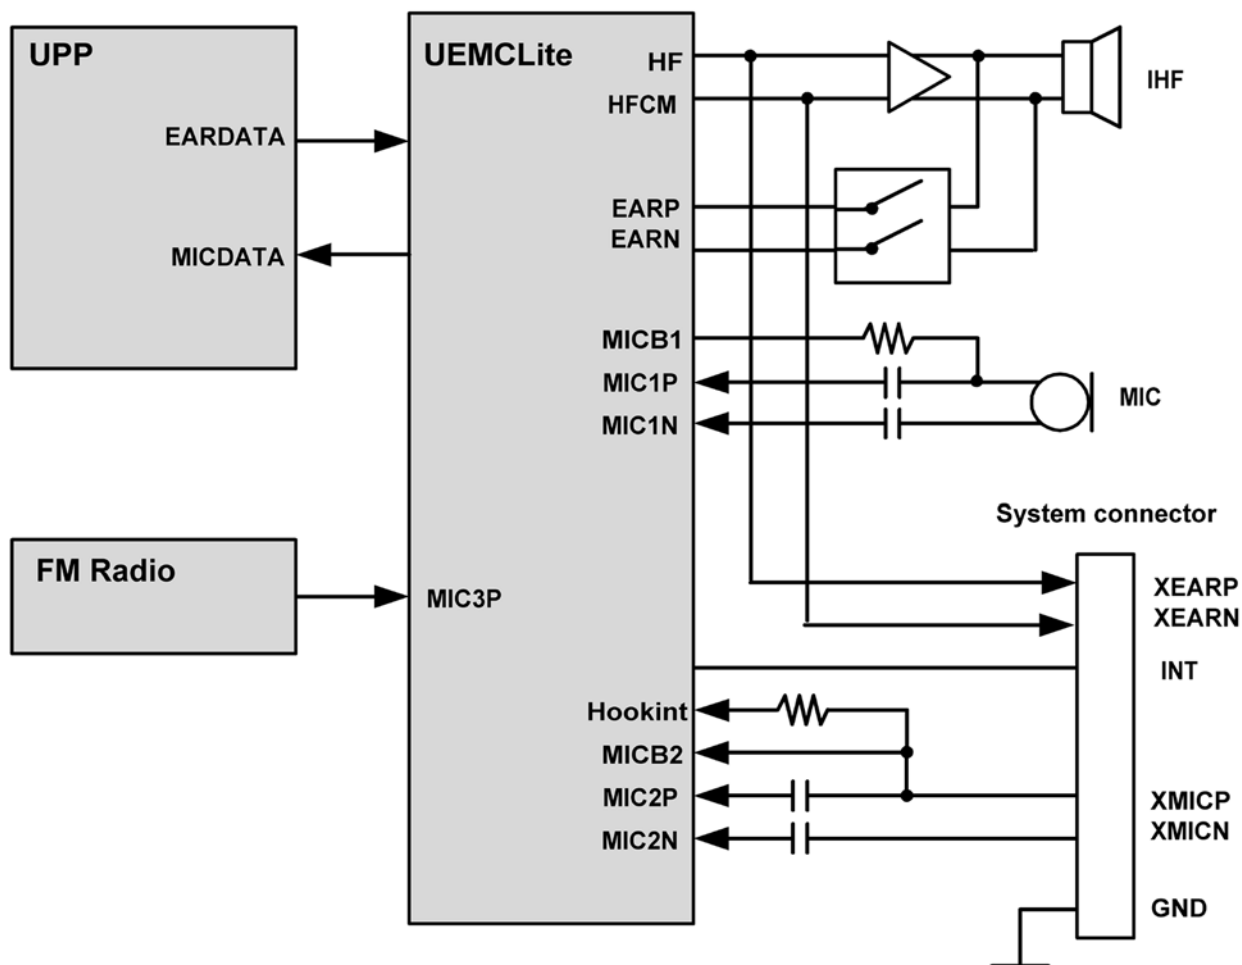 UPP
EARDATA
MICDATA
FM Radio
UEMCLite
HF
HFCM
EARP
EARN
MICB1
MIC1P
MIC1N
MIC3P
Hookint
MICB2
MIC2P
MIC2N
IHF
MIC
System connector
XEARP
XEARN
INT
XMICP
XMICN
GND